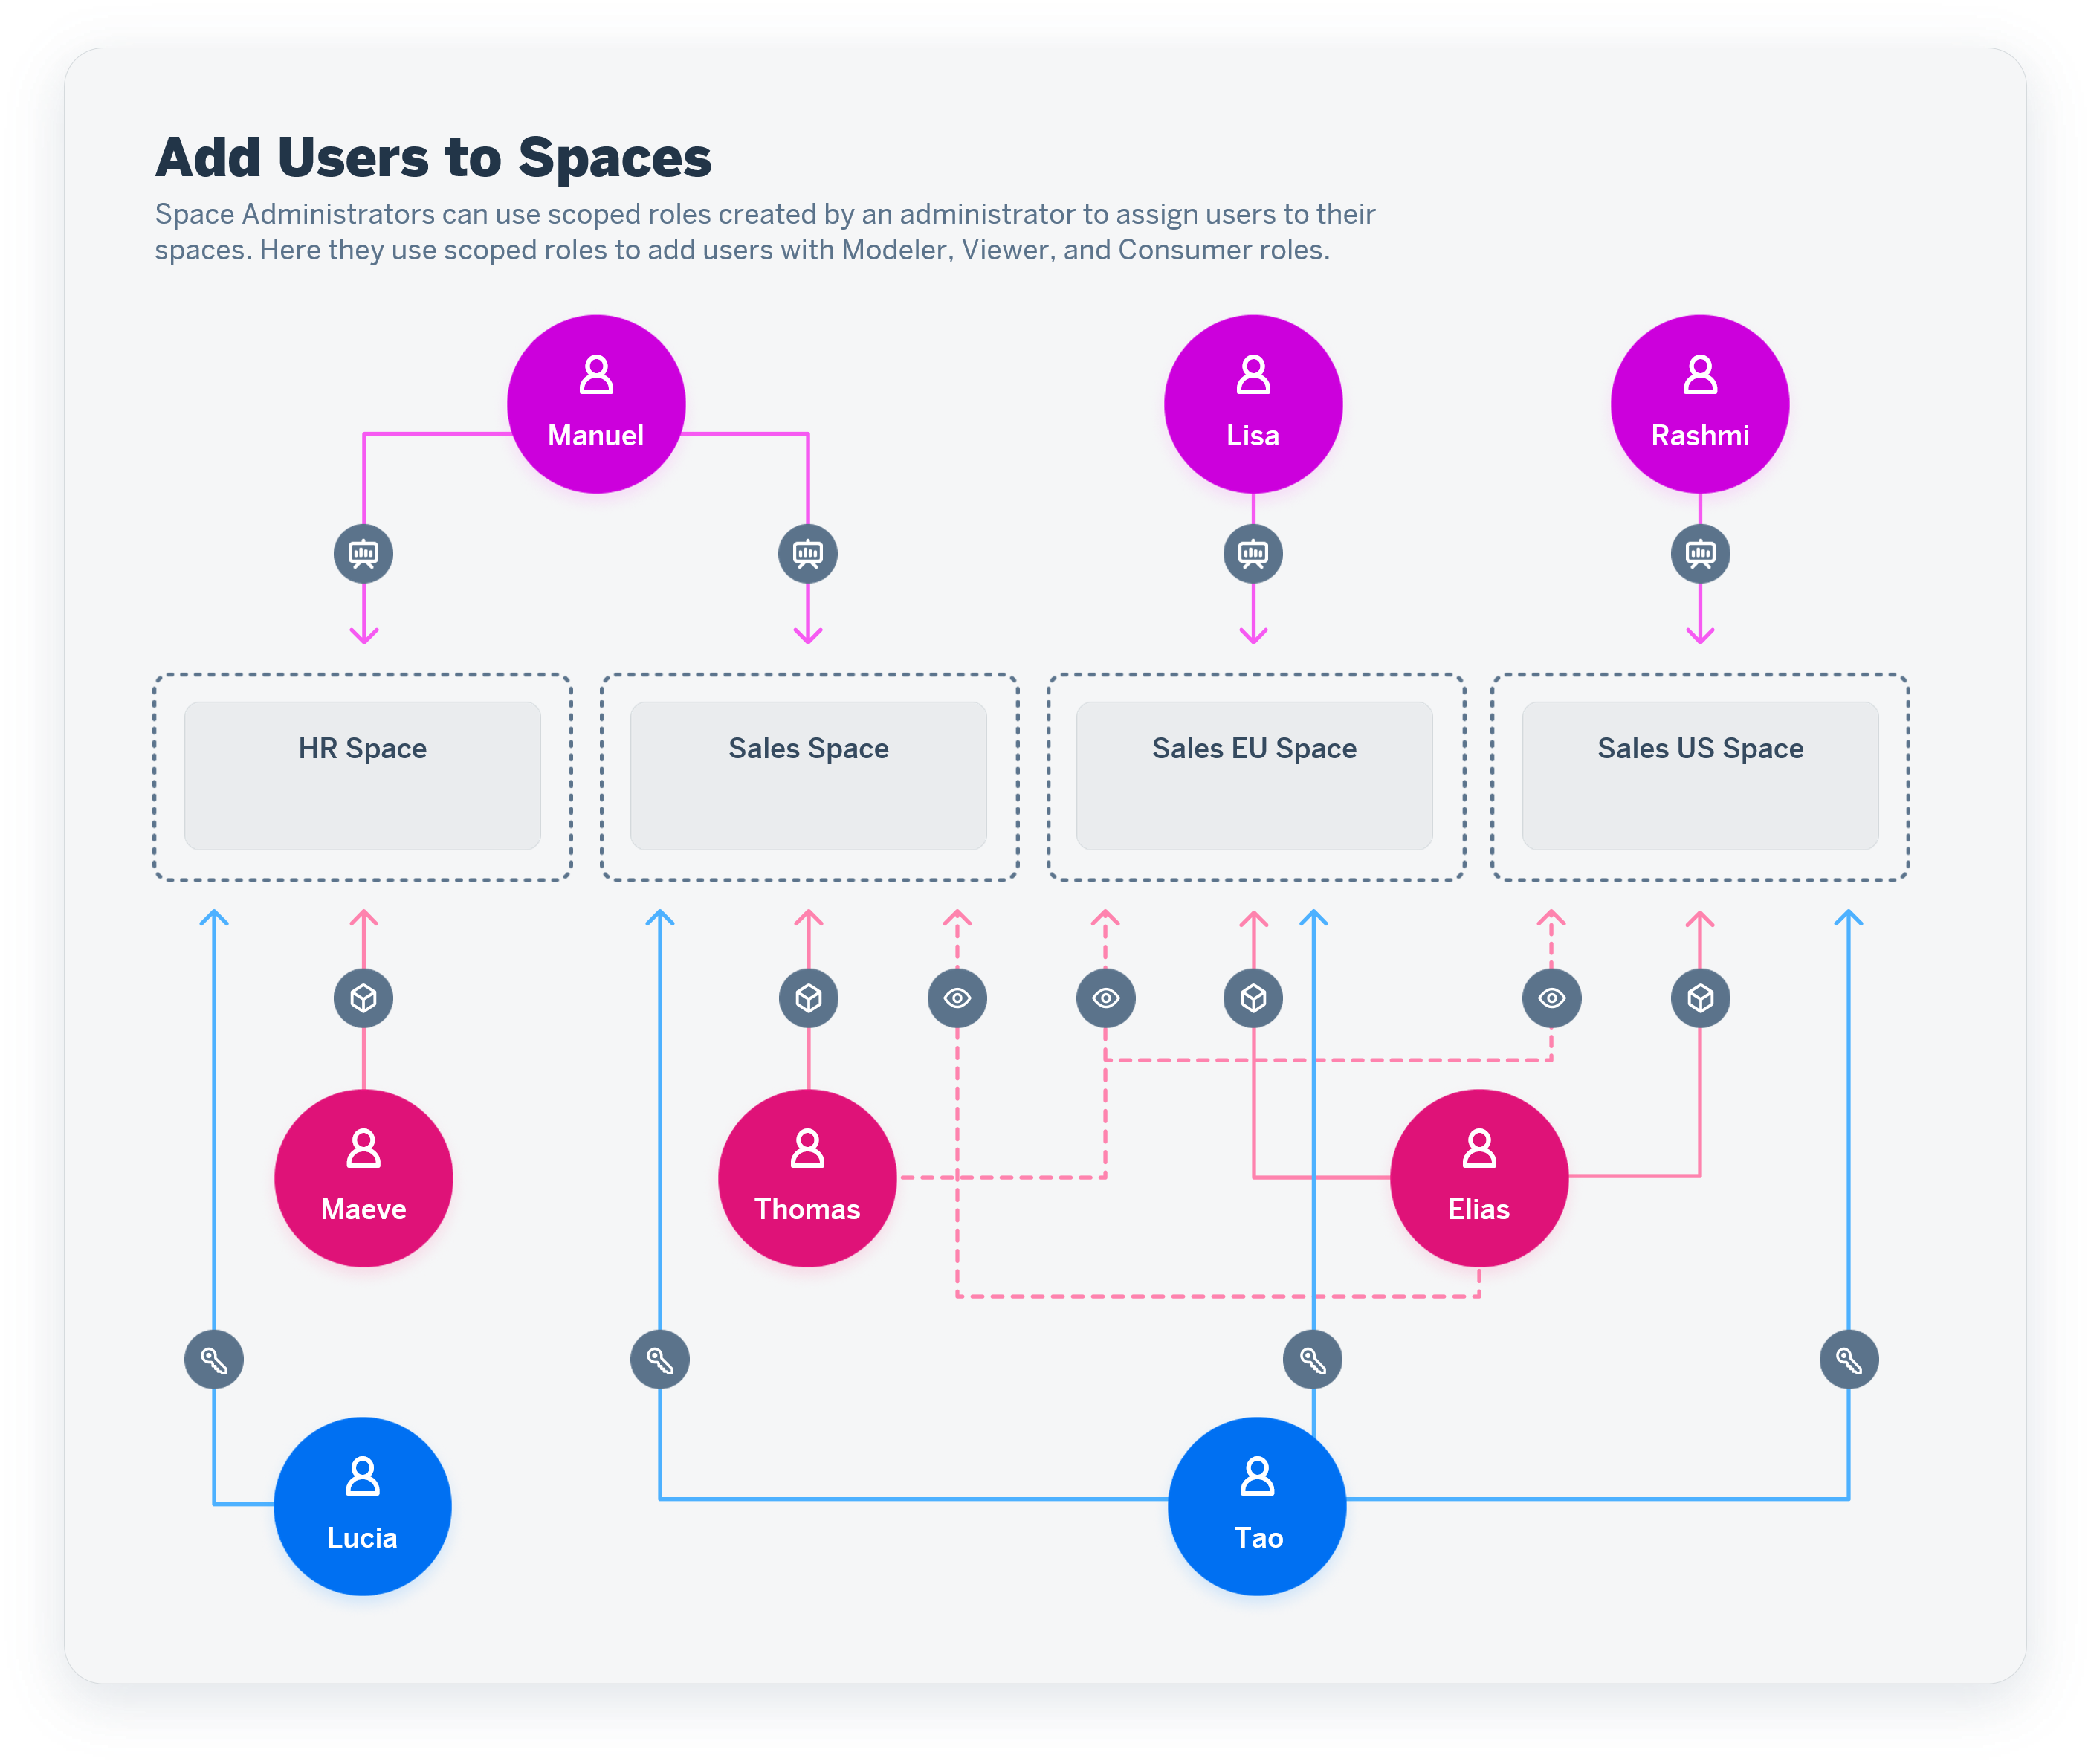 Add Users to Spaces
Space Administrators can use scoped roles created by an administrator to assign users to their
spaces. Here they use scoped roles to add users with Modeler, Viewer, and Consumer roles.
Manuel
Lisa
Rashmi
HR Space
Sales Space
Sales EU Space
Sales US Space
Maeve
Thomas
Elias
Lucia
Tao